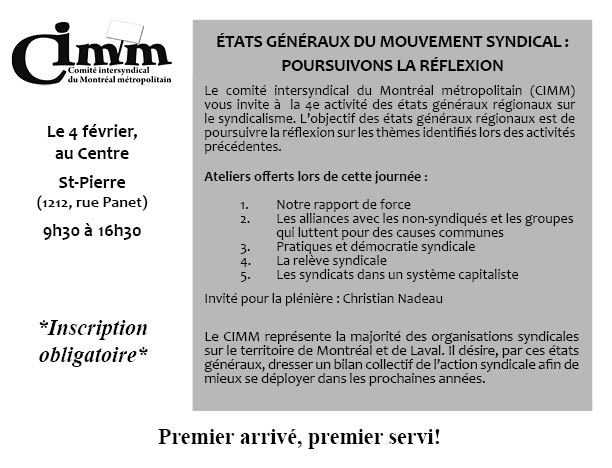 Cimm
Comité intersyndical
du Montréal métropolitain
Le 4 février,
au Centre
St-Pierre
(1212, rue Panet)
9h30 à 16h30
*Inscription
obligatoire*
ÉTATS GÉNÉRAUX DU MOUVEMENT SYNDICAL :
POURSUIVONS LA RÉFLEXION
Le comité intersyndical du Montréal métropolitain (CIMM)
vous invite à la 4e activité des états généraux régionaux sur
le syndicalisme. L'objectif des états généraux régionaux est de
poursuivre la réflexion sur les thèmes identifiés lors des activités
précédentes.
Ateliers offerts lors de cette journée :
1. Notre rapport de force
2. Les alliances avec les non-syndiqués et les groupes
qui luttent pour des causes communes
3. Pratiques et démocratie syndicale
4. La relève syndicale
5. Les syndicats dans un système capitaliste
Invité pour la plénière : Christian Nadeau
Le CIMM représente la majorité des organisations syndicales
sur le territoire de Montréal et de Laval. Il désire, par ces états
généraux, dresser un bilan collectif de l'action syndicale afin de
mieux se déployer dans les prochaines années.
Premier arrivé, premier servi!